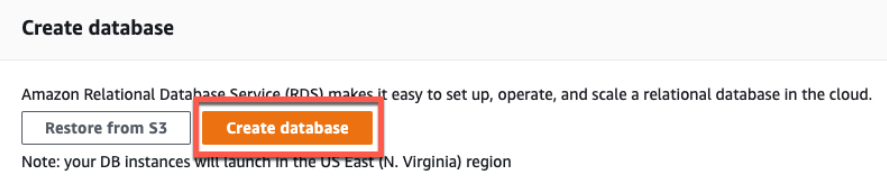 Create database
Amazon Relational Database Service (RDS) makes it easy to set up, operate, and scale a relational database in the cloud.
Restore from S3
Create database
Note: your DB instances will launch in the US East (N. Virginia) region